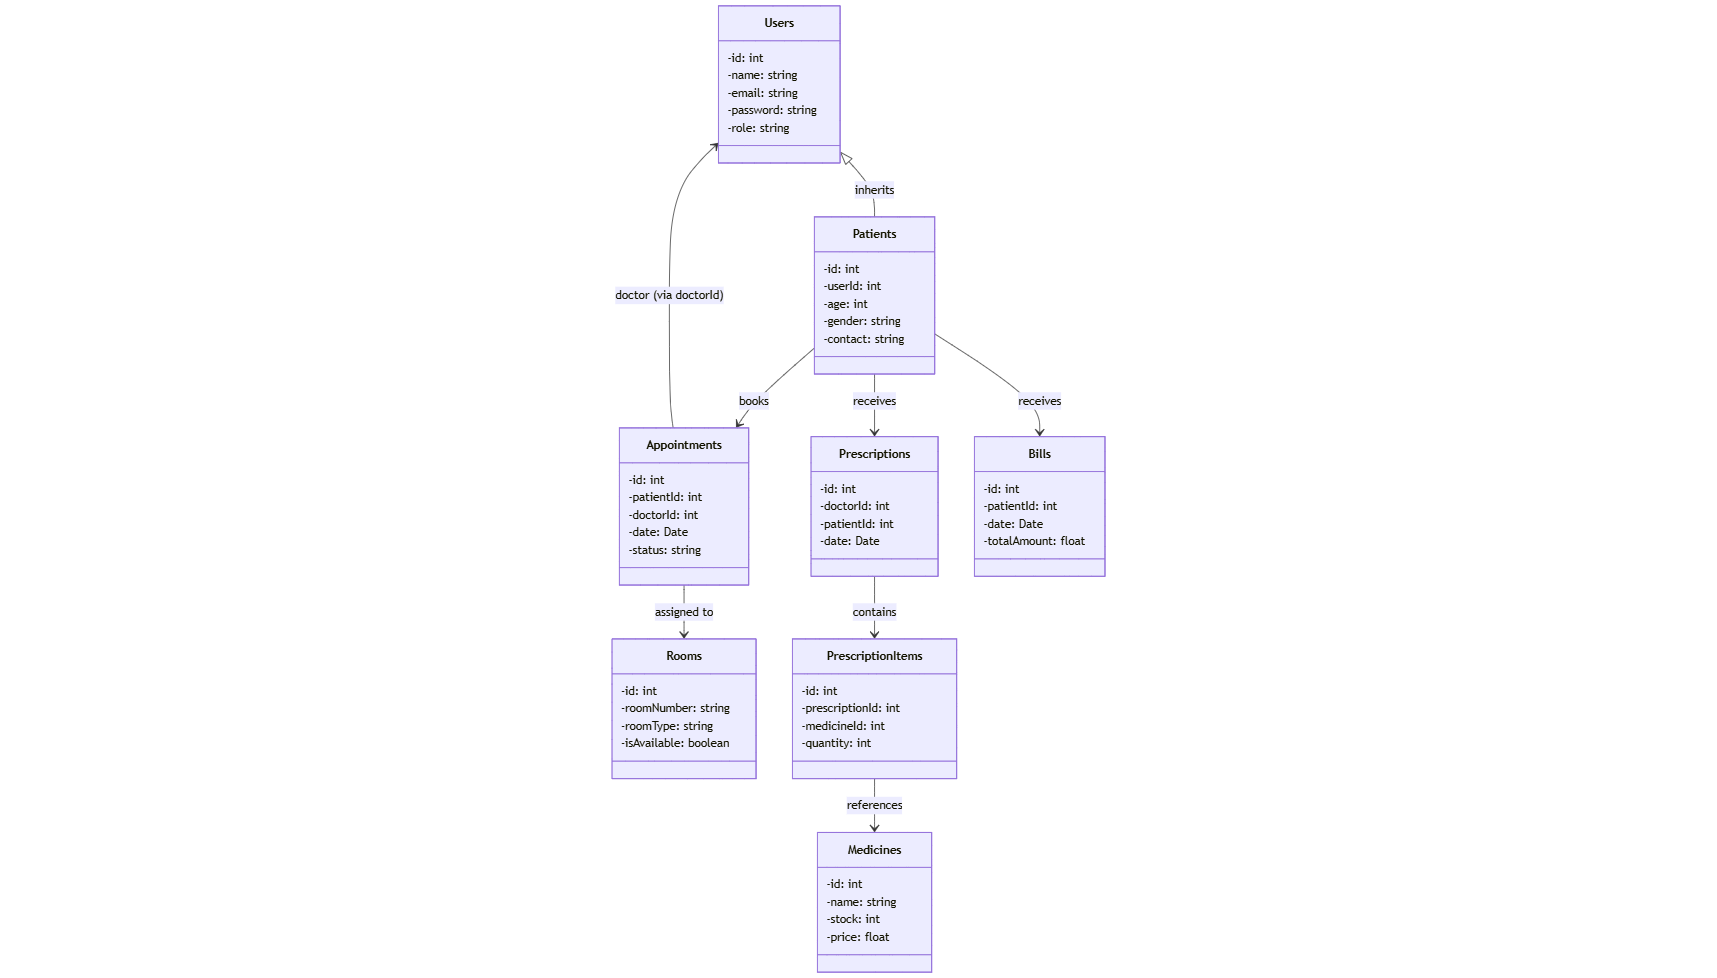 Users
-id: int
-name: string
-email: string
-password: string
-role: string
inherits
Patients
-id: int
-userId: int
-age: int
-gender: string
-contact: string
doctor (via doctorId)
books
receives
receives
Appointments
-id: int
-patientId: int
-doctorId: int
-date: Date
-status: string
Prescriptions
-id: int
-doctorId: int
-patientId: int
-date: Date
Bills
-id: int
-patientId: int
-date: Date
-totalAmount: float
assigned to
contains
Rooms
-id: int
-roomNumber: string
-roomType: string
-isAvailable: boolean
PrescriptionItems
-id: int
-prescriptionId: int
-medicineId: int
-quantity: int
references
Medicines
-id: int
-name: string
-stock: int
-price: float